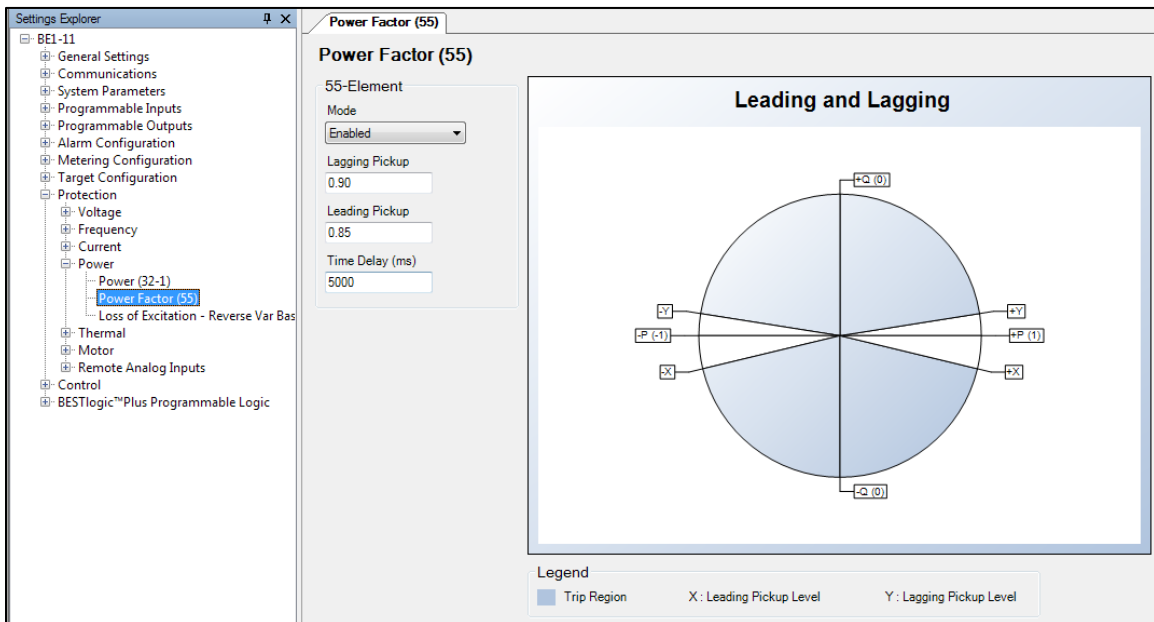 Settings Explorer
BE1-11
General Settings
Communications
System Parameters
Programmable Inputs
Programmable Outputs
Alarm Configuration
Metering Configuration
Target Configuration
Protection
Voltage
Frequency
Current
Power
Power (32-1)
Power Factor (55)
Loss of Excitation - Reverse Var Bas
Thermal
Motor
Remote Analog Inputs
Control
BESTlogic™Plus Programmable Logic
Power Factor (55)
Power Factor (55)
55-Element
Mode
Enabled
Lagging Pickup
0.90
Leading Pickup
0.85
Time Delay (ms)
5000
Leading and Lagging
+Q (0)
-Y
+Y
-P (-1)
+P (1)
-X
+X
-Q (0)
Legend
Trip Region X : Leading Pickup Level Y : Lagging Pickup Level